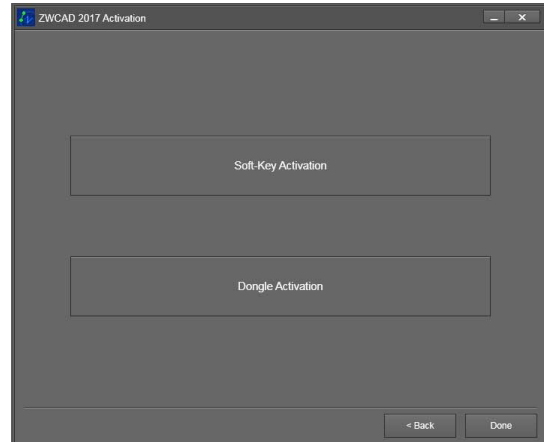 ZWCAD 2017 Activation
Soft-Key Activation
Dongle Activation
< Back Done